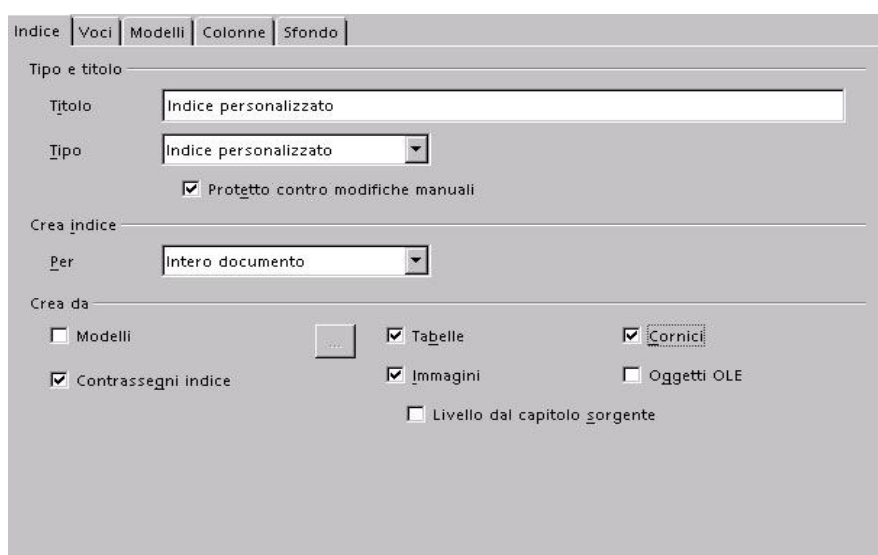 Indice Voci Modelli Colonne Sfondo
Tipo e titolo
Titolo Indice personalizzato
Tipo Indice personalizzato
Protetto contro modifiche manuali
Crea indice
Per Intero documento
Crea da
Modelli ... Tabelle Cornici
Contrassegni indice Immagini Oggetti OLE
Livello dal capitolo sorgente